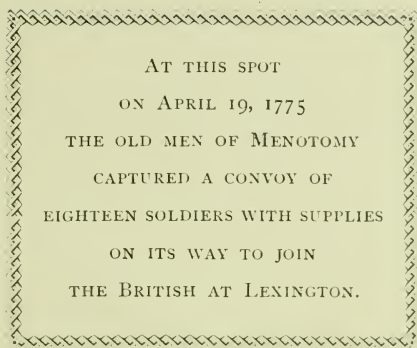 At this spot
on April 19, 1775
the old men of Menotomy
captured a convoy of
eighteen soldiers with supplies
on its way to join
the British at Lexington.